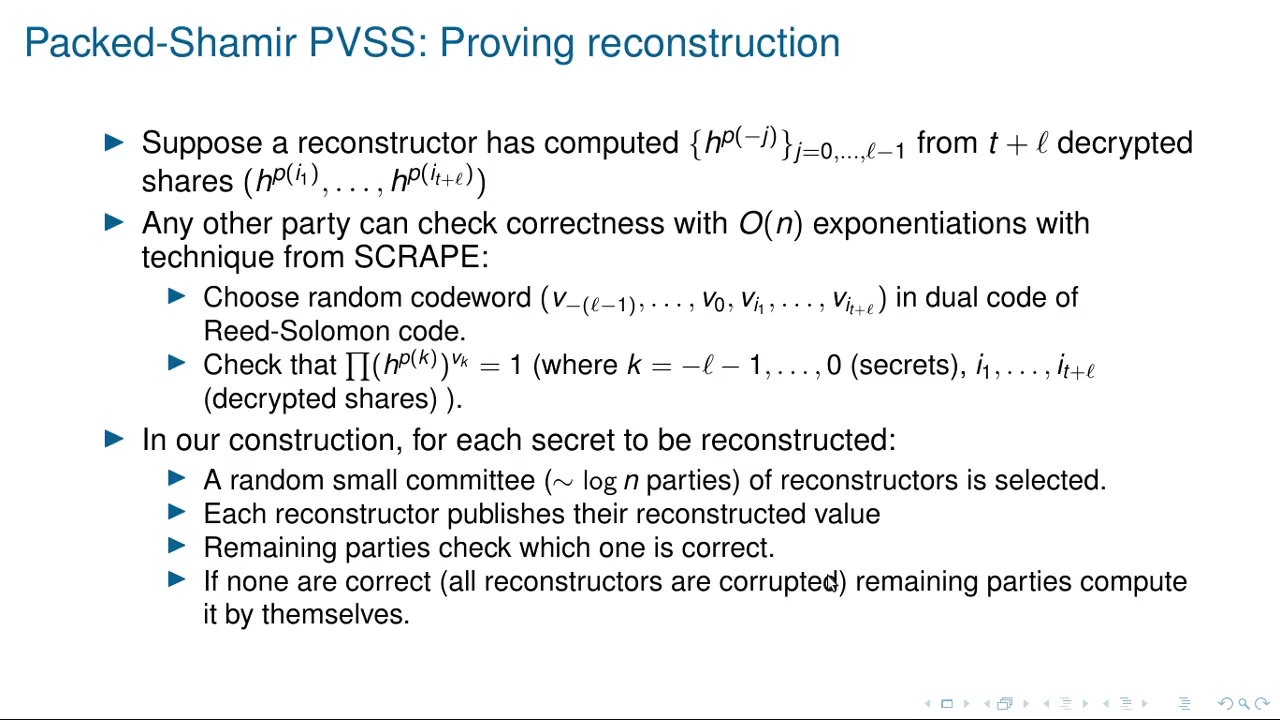 Packed-Shamir PVSS: Proving reconstruction
▶ Suppose a reconstructor has computed {h^{p(−j)}}_{j=0,...,ℓ−1} from t + ℓ decrypted
shares (h^{p(i_1)}, . . . , h^{p(i_{t+ℓ})})
▶ Any other party can check correctness with O(n) exponentiations with
technique from SCRAPE:
▶ Choose random codeword (v_{−(ℓ−1)}, . . . , v_0, v_{i_1}, . . . , v_{i_{t+ℓ}}) in dual code of
Reed-Solomon code.
▶ Check that ∏(h^{p(k)})^{v_k} = 1 (where k = −ℓ − 1, . . . , 0 (secrets), i_1, . . . , i_{t+ℓ}
(decrypted shares) ).
▶ In our construction, for each secret to be reconstructed:
▶ A random small committee (∼ log n parties) of reconstructors is selected.
▶ Each reconstructor publishes their reconstructed value
▶ Remaining parties check which one is correct.
▶ If none are correct (all reconstructors are corrupted) remaining parties compute
it by themselves.